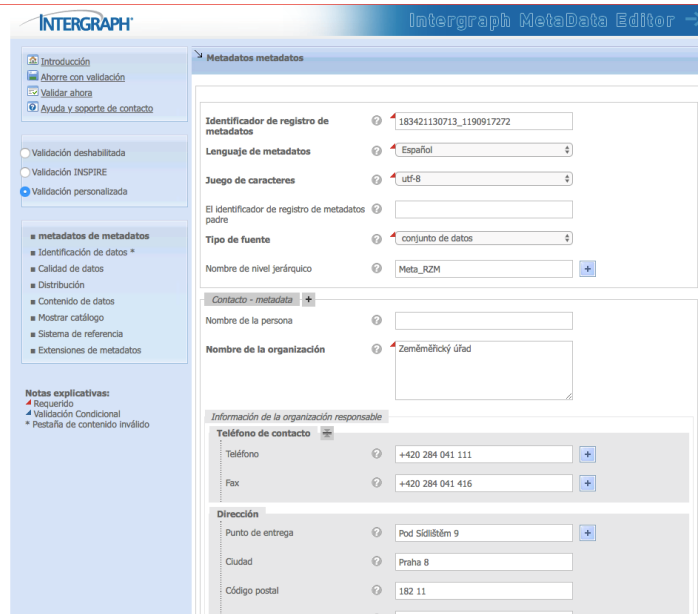 INTERGRAPH
Intergraph MetaData Editor
Introducción
Ahorre con validación
Validar ahora
Ayuda y soporte de contacto
Validación deshabilitada
Validación INSPIRE
Validación personalizada
metadatos de metadatos
Identificación de datos *
Calidad de datos
Distribución
Contenido de datos
Mostrar catálogo
Sistema de referencia
Extensiones de metadatos
Notas explicativas:
Requerido
Validación Condicional
* Pestaña de contenido inválido
Metadatos metadatos
Identificador de registro de
metadatos
183421130713_1190917272
Lenguaje de metadatos
Español
Juego de caracteres
utf-8
El identificador de registro de metadatos
padre
Tipo de fuente
conjunto de datos
Nombre de nivel jerárquico
Meta_RZM
Contacto - metadata
Nombre de la persona
Nombre de la organización
Zeměměřický úřad
Información de la organización responsable
Teléfono de contacto
Teléfono
+420 284 041 111
Fax
+420 284 041 416
Dirección
Punto de entrega
Pod Sídlištěm 9
Ciudad
Praha 8
Código postal
182 11